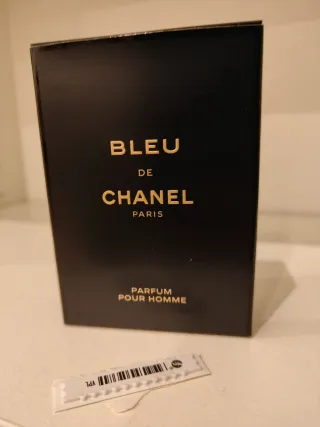 BLEU
DE
CHANEL
PARIS
PARFUM
POUR HOMME